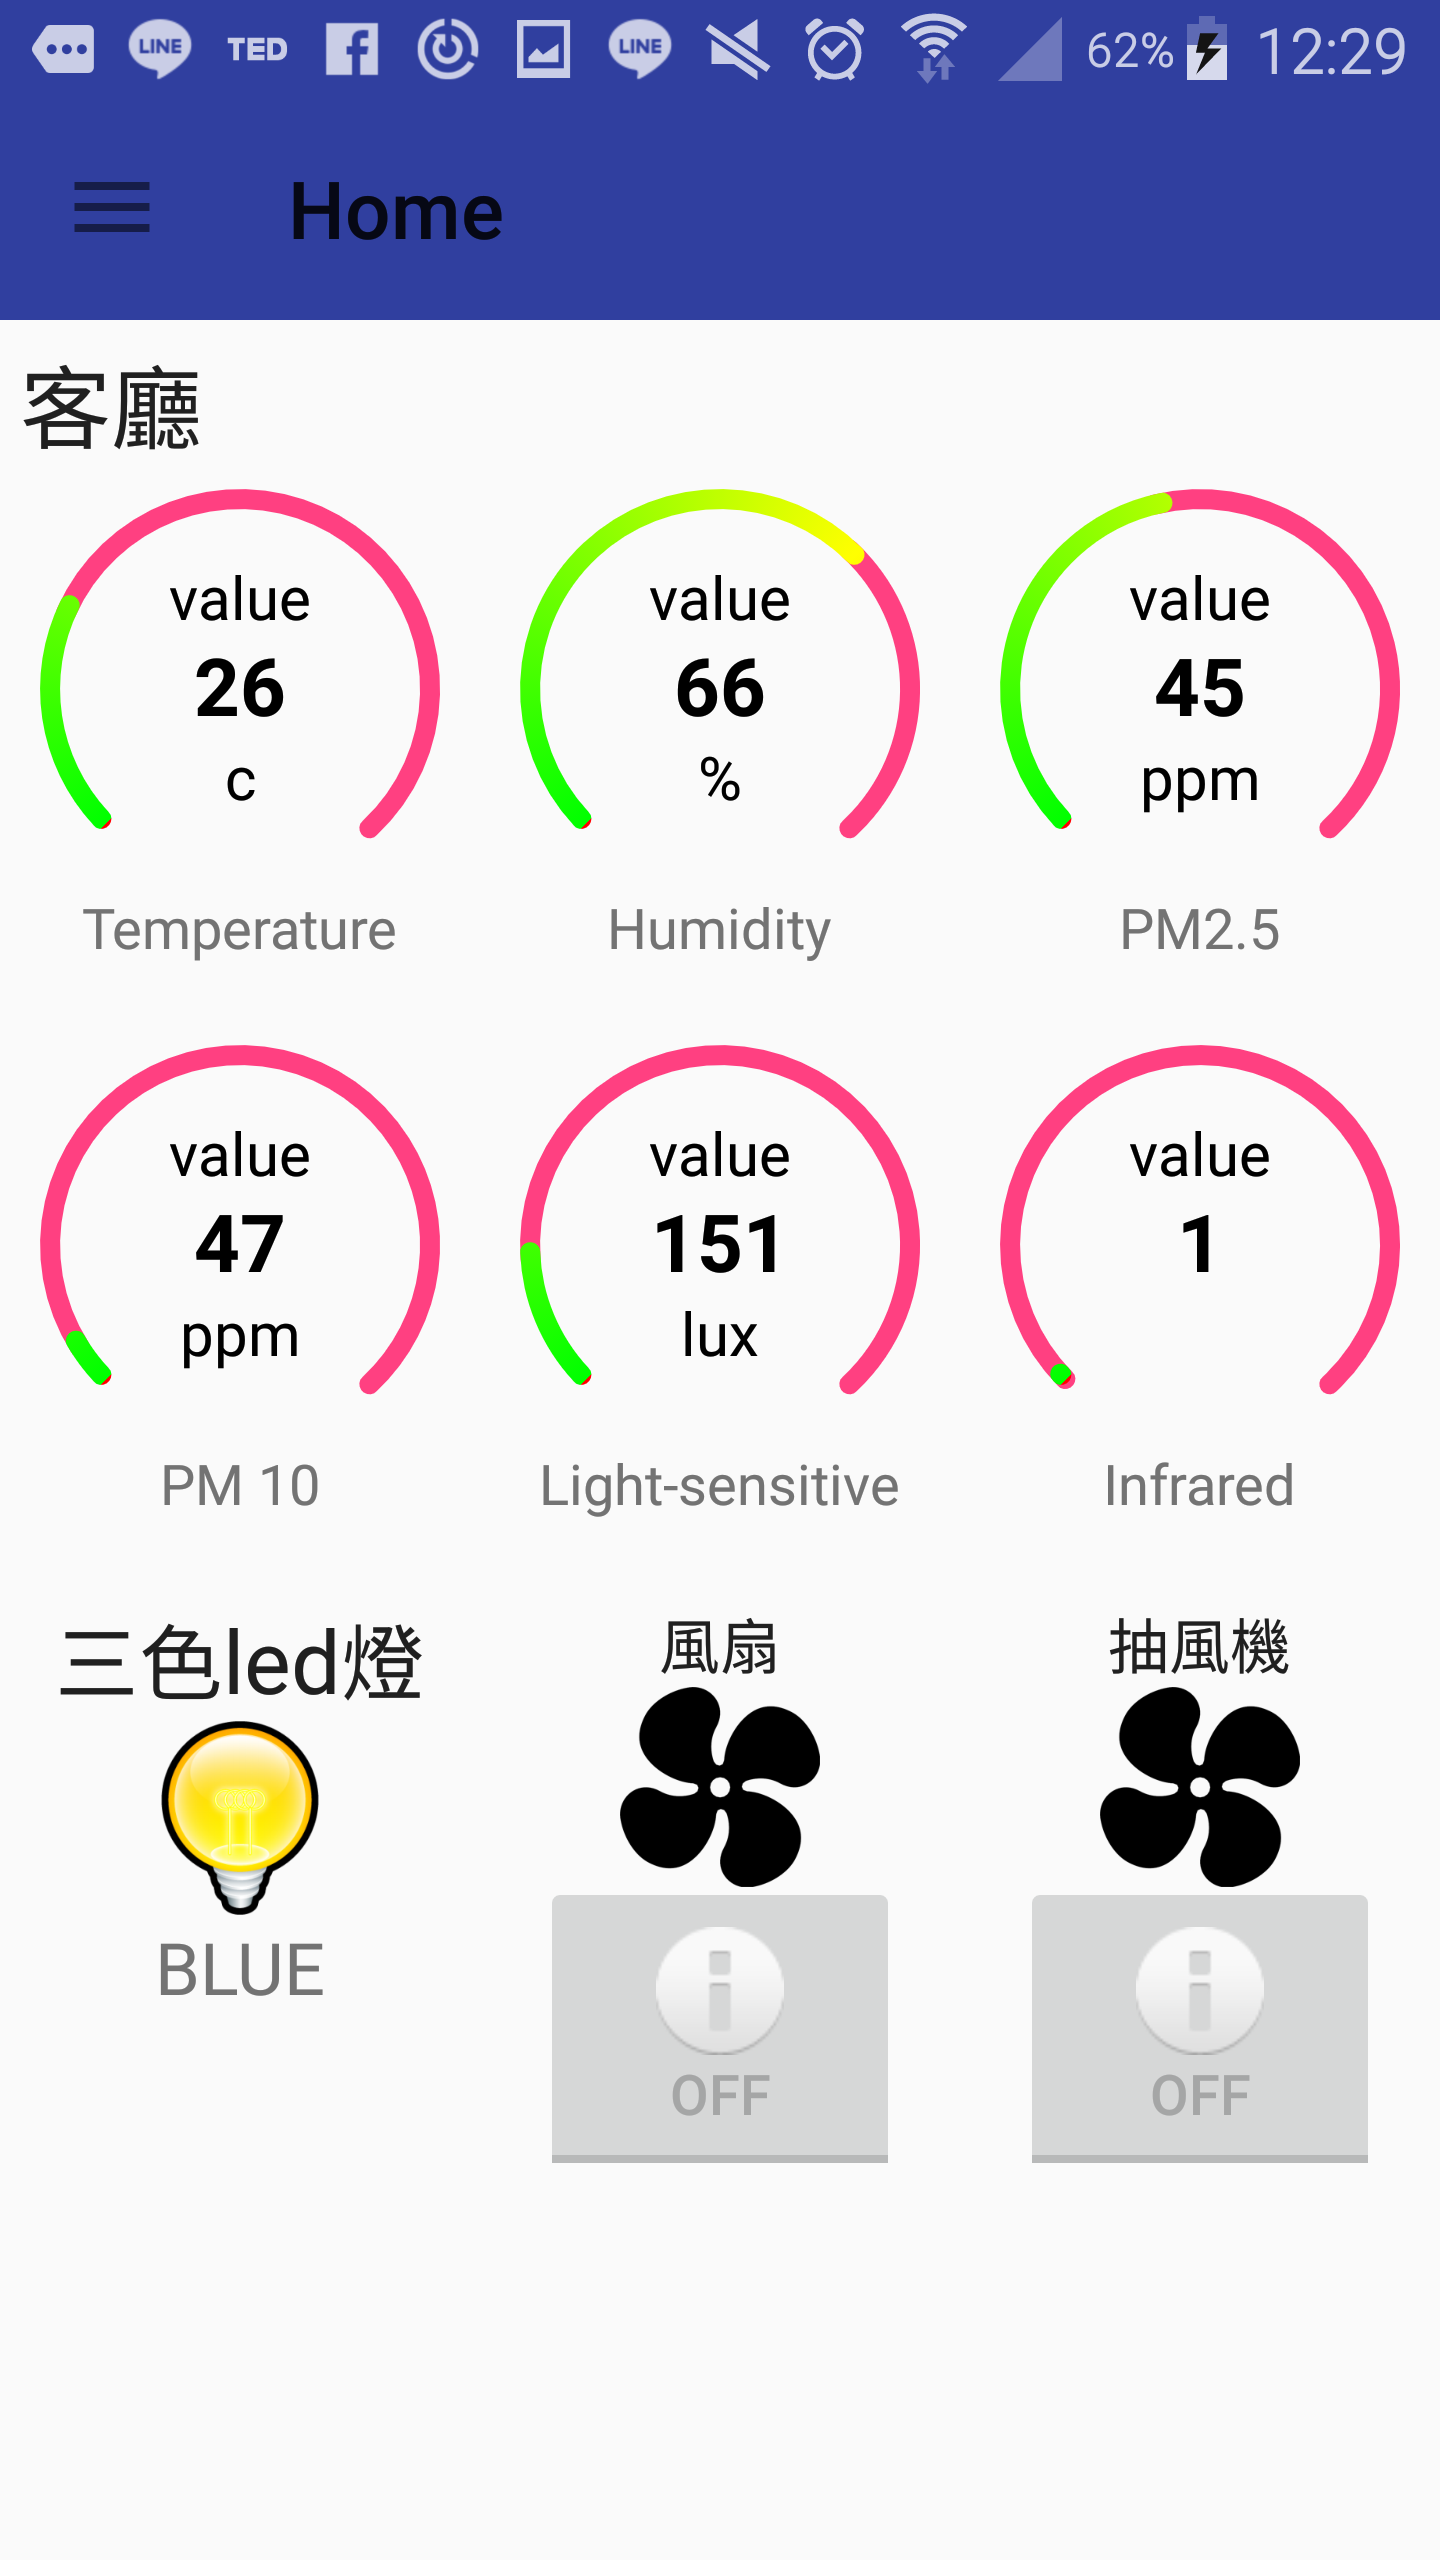 LINE TED LINE 62% 12:29
Home
客廳
value value value
26 66 45
c % ppm
Temperature Humidity PM2.5
value value value
47 151 1
ppm lux
PM 10 Light-sensitive Infrared
三色led燈 風扇 抽風機
BLUE
OFF OFF